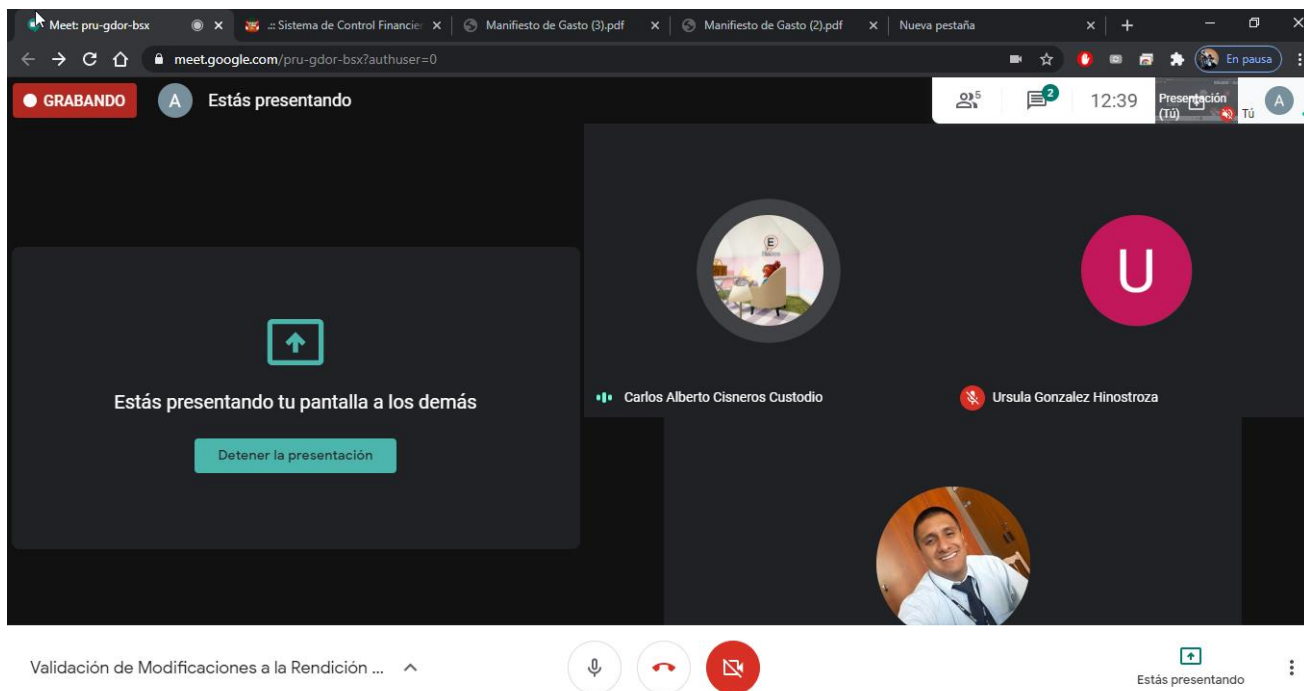 Meet: pru-gdor-bsx
.:: Sistema de Control Financier
Manifiesto de Gasto (3).pdf
Manifiesto de Gasto (2).pdf
Nueva pestaña
meet.google.com/pru-gdor-bsx?authuser=0
En pausa
GRABANDO
A
Estás presentando
5
2
12:39
Presentación
(Tú)
Tú
A
E
U
Estás presentando tu pantalla a los demás
Detener la presentación
Carlos Alberto Cisneros Custodio
Ursula Gonzalez Hinostroza
Validación de Modificaciones a la Rendición ...
Estás presentando